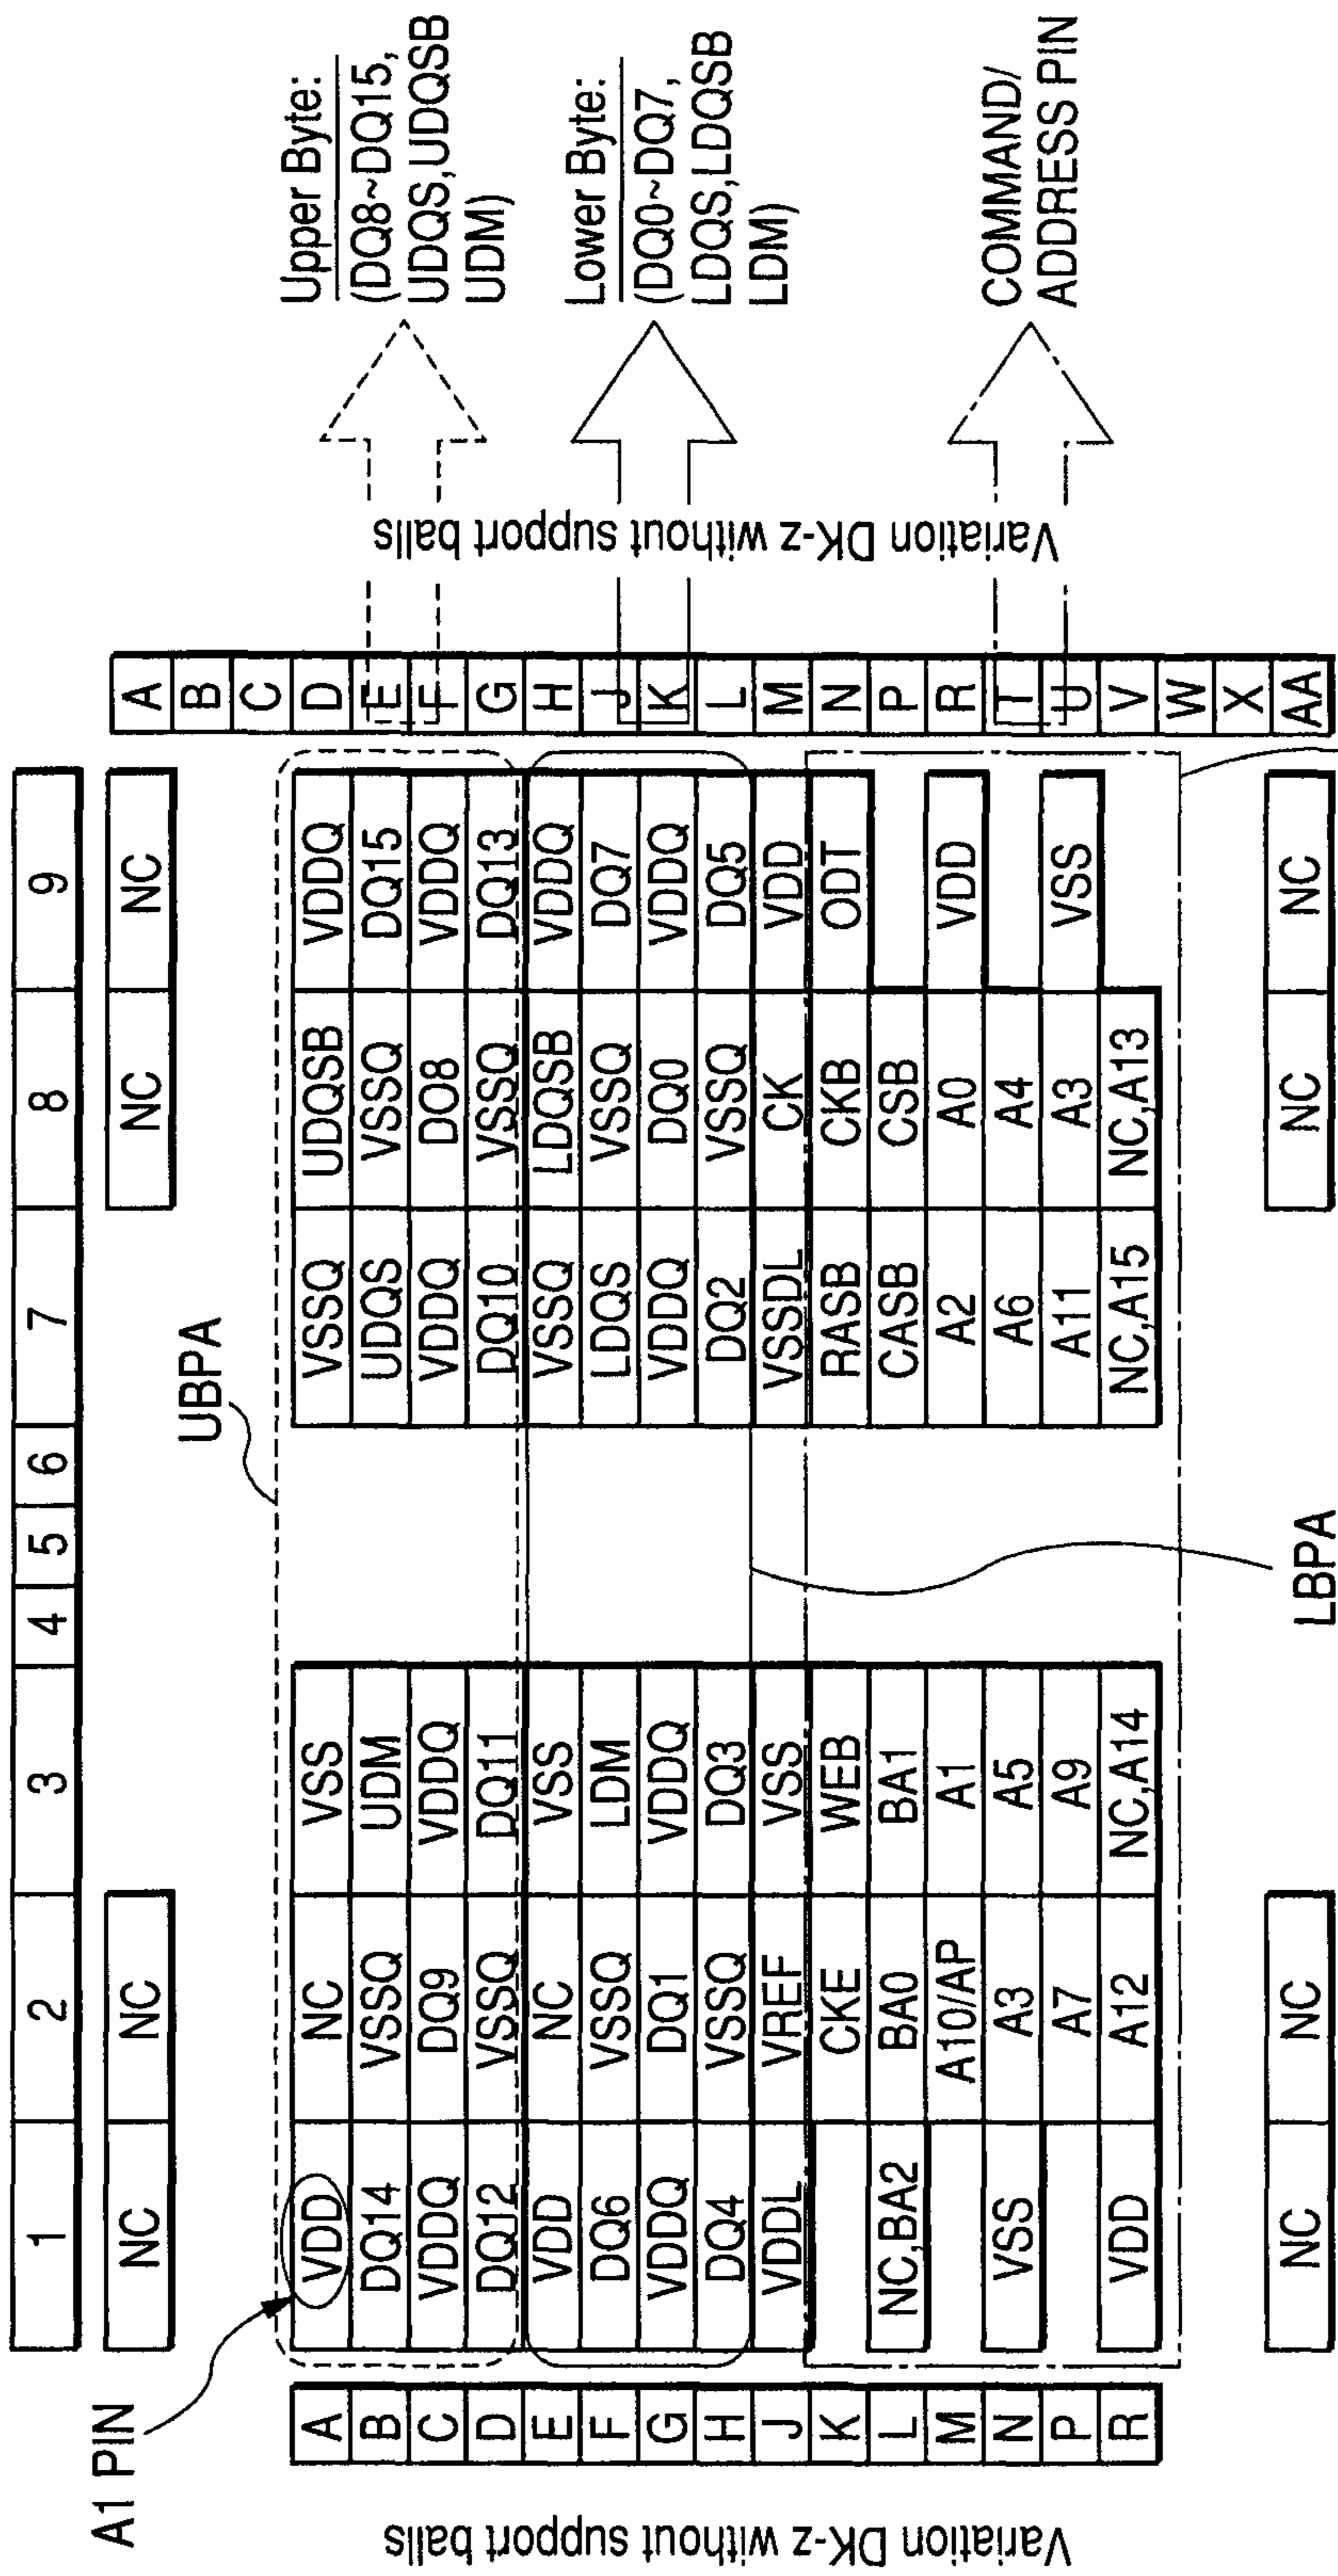 1 2 3 4 5 6 7 8 9
NC NC NC NC A
B
C
A1 PIN
UBPA
A VDD NC VSS VSSQ UDQSB VDDQ D
B DQ14 VSSQ UDM UDQS VSSQ DQ15 E
C VDDQ DQ9 VDDQ VDDQ DO8 VDDQ F
D DQ12 VSSQ DQ11 DQ10 VSSQ DQ13 G
E VDD NC VSS VSSQ LDQSB VDDQ H
F DQ6 VSSQ LDM LDQS VSSQ DQ7 J
G VDDQ DQ1 VDDQ VDDQ DQ0 VDDQ K
H DQ4 VSSQ DQ3 DQ2 VSSQ DQ5 L
J VDDL VREF VSS VSSDL CK VDD M
K CKE WEB RASB CKB ODT N
L NC,BA2 BA0 BA1 CASB CSB P
M A10/AP A1 A2 A0 VDD R
N VSS A3 A5 A6 A4 T
P A7 A9 A11 A3 VSS U
R VDD A12 NC,A14 NC,A15 NC,A13 V
W
X
NC NC NC NC AA
LBPA
Variation DK-z without support balls
Variation DK-z without support balls
Upper Byte:
(DQ8~DQ15,
UDQS,UDQSB
UDM)
Lower Byte:
(DQ0~DQ7,
LDQS,LDQSB
LDM)
COMMAND/
ADDRESS PIN